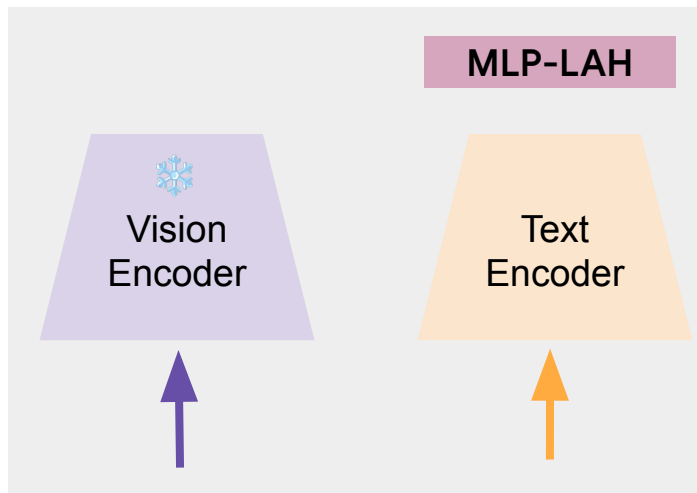 MLP-LAH
Vision
Encoder
Text
Encoder